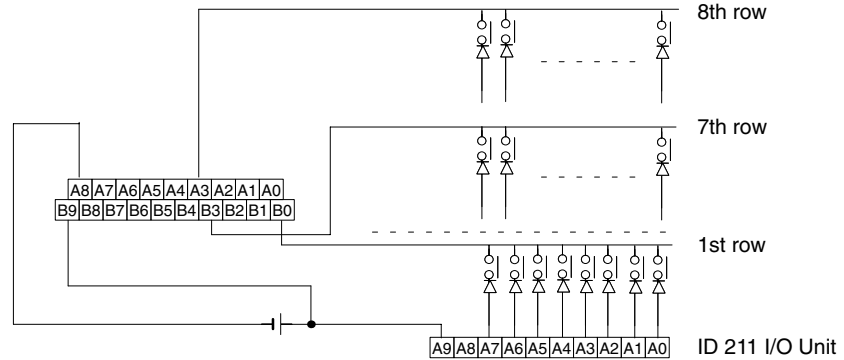 8th row
7th row
A8 A7 A6 A5 A4 A3 A2 A1 A0
B9 B8 B7 B6 B5 B4 B3 B2 B1 B0
1st row
A9 A8 A7 A6 A5 A4 A3 A2 A1 A0 ID 211 I/O Unit